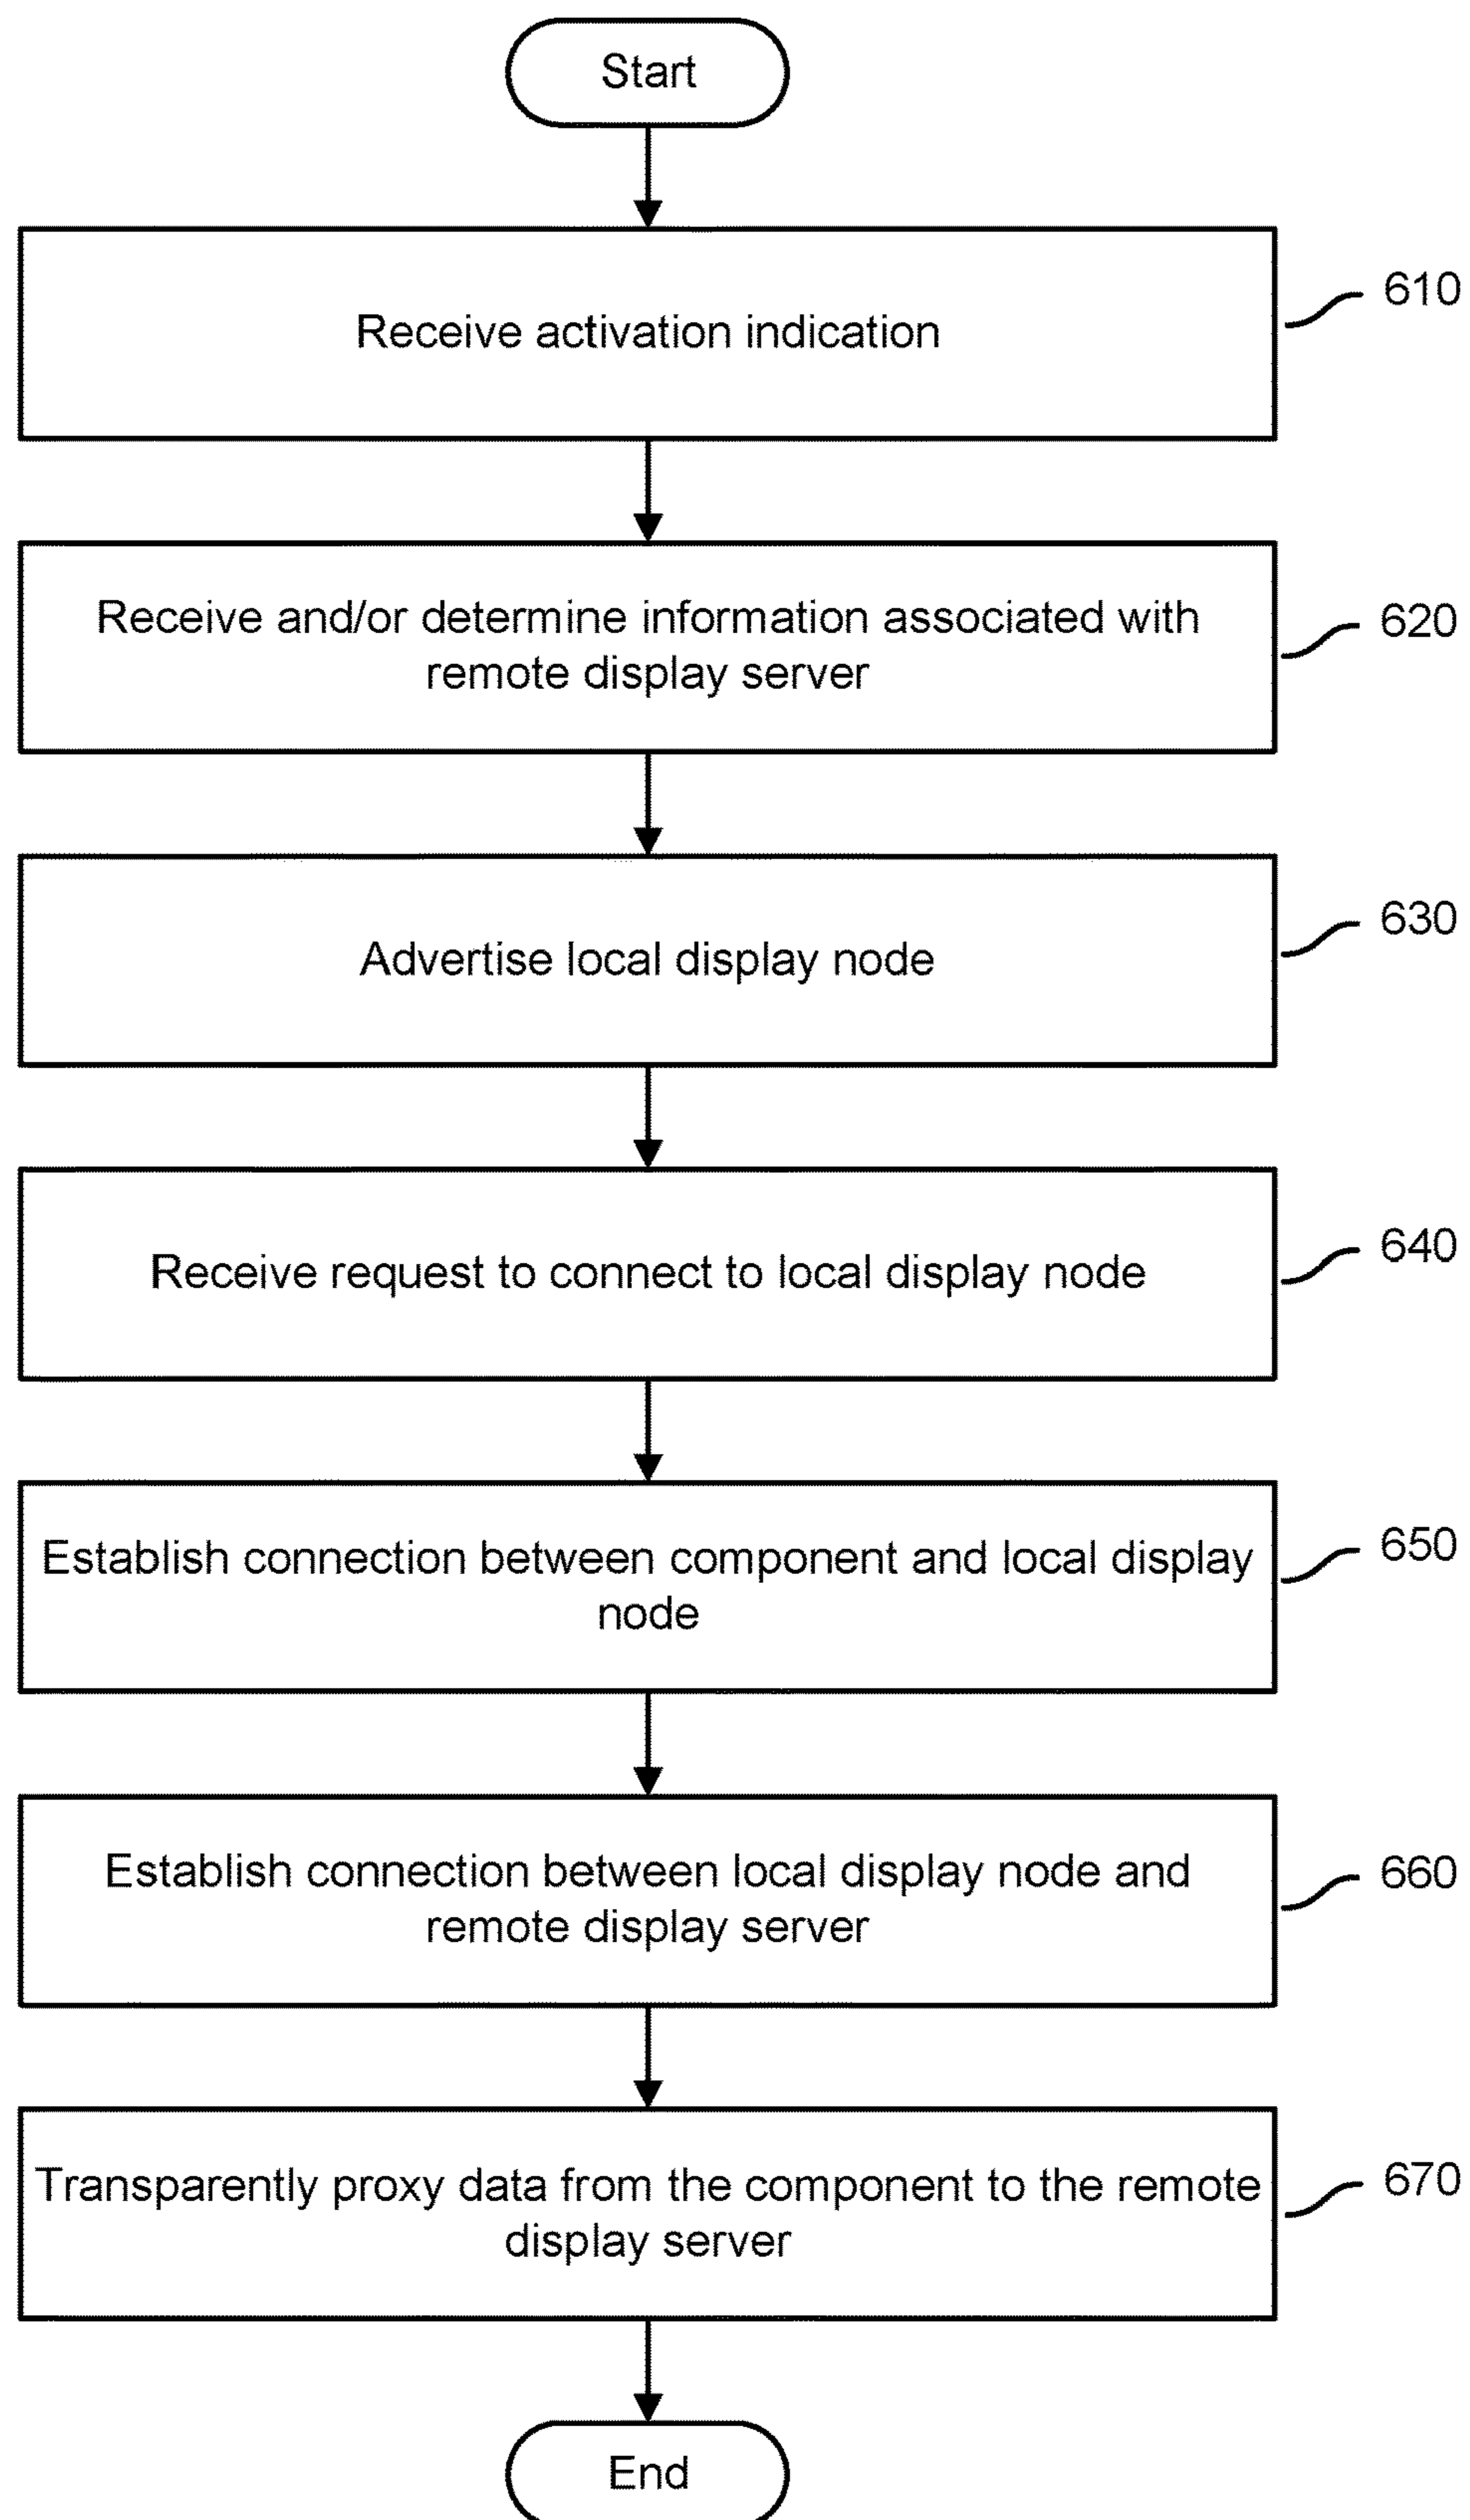 Start
Receive activation indication
610
Receive and/or determine information associated with
remote display server
620
Advertise local display node
630
Receive request to connect to local display node
640
Establish connection between component and local display
node
650
Establish connection between local display node and
remote display server
660
Transparently proxy data from the component to the remote
display server
670
End